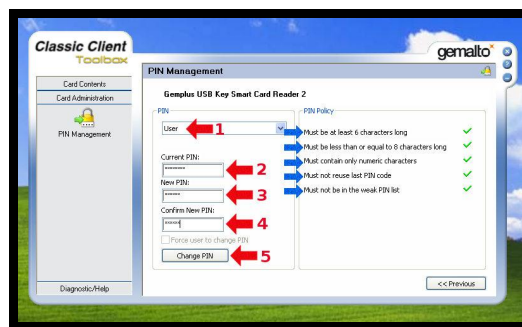 Classic Client
Toolbox
gemalto
Card Contents
Card Administration
PIN Management
Diagnostic/Help
PIN Management
Gemplus USB Key Smart Card Reader 2
PIN
User
1
Current PIN:
********
2
New PIN:
******
3
Confirm New PIN:
******
4
Force user to change PIN
Change PIN
5
PIN Policy
Must be at least 6 characters long
Must be less than or equal to 8 characters long
Must contain only numeric characters
Must not reuse last PIN code
Must not be in the weak PIN list
<< Previous